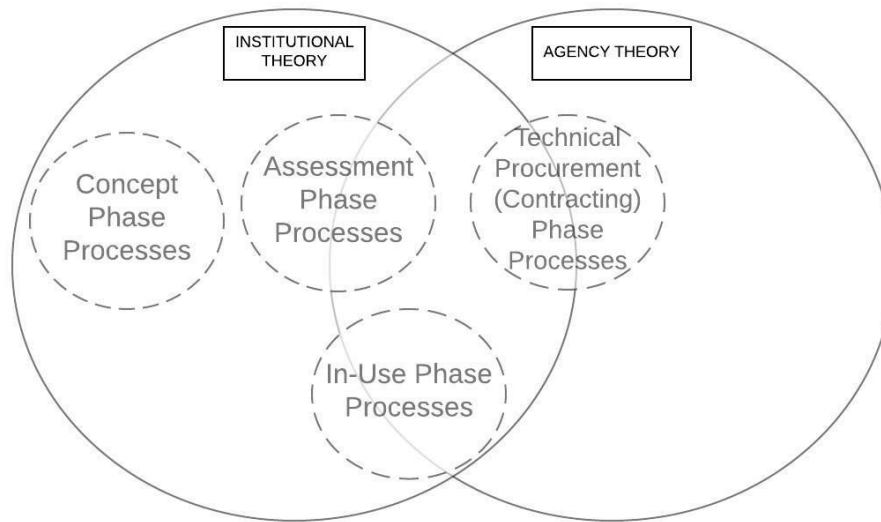 INSTITUTIONAL
THEORY
AGENCY THEORY
Concept
Phase
Processes
Assessment
Phase
Processes
Technical
Procurement
(Contracting)
Phase
Processes
In-Use Phase
Processes